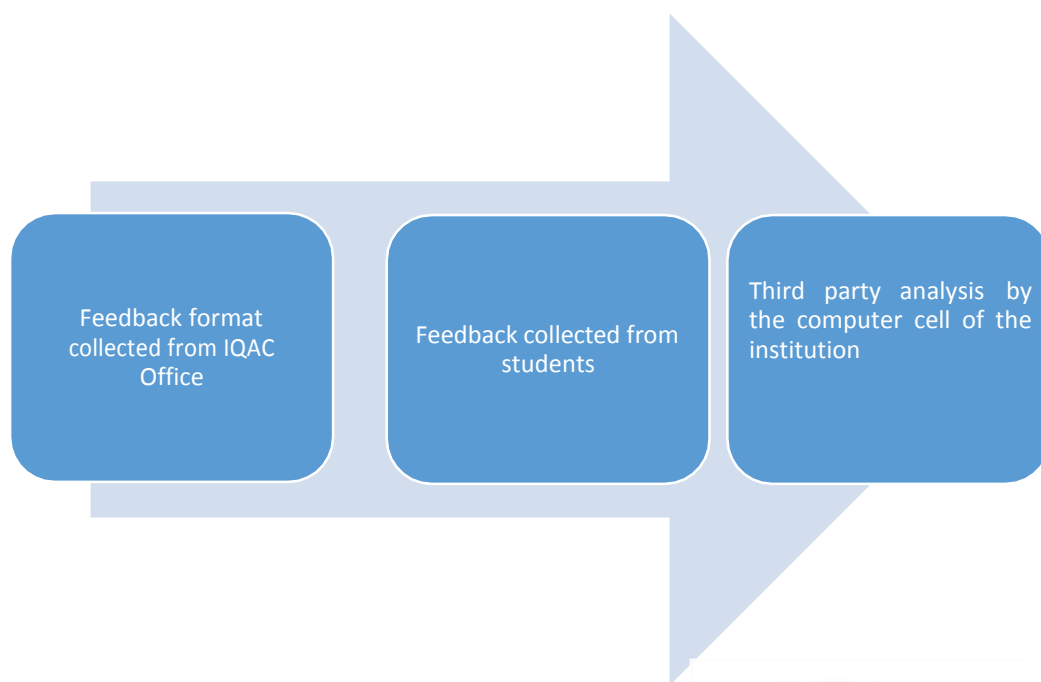 Feedback format
collected from IQAC
Office
Feedback collected from
students
Third party analysis by
the computer cell of the
institution